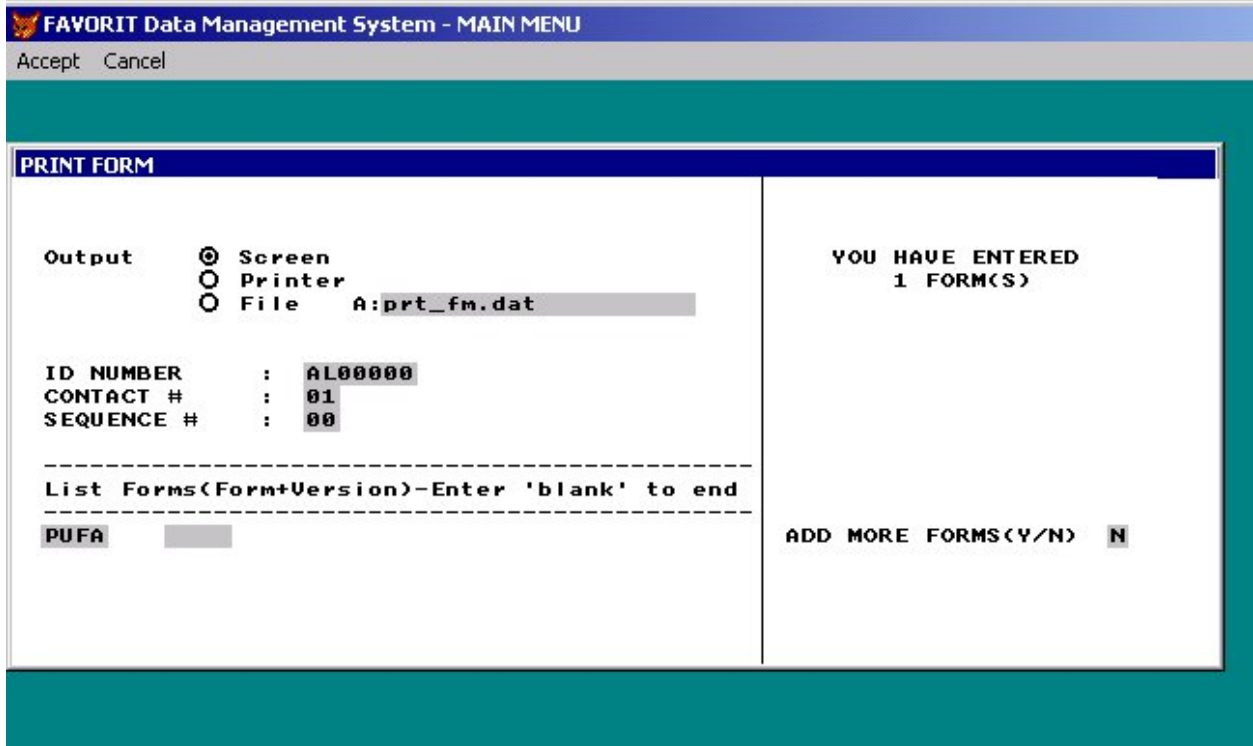 FAVORIT Data Management System - MAIN MENU
Accept Cancel
PRINT FORM
Output Screen
Printer
File A:prt_fm.dat
YOU HAVE ENTERED
1 FORM(S)
ID NUMBER : AL00000
CONTACT # : 01
SEQUENCE # : 00
List Forms(Form+Version)-Enter 'blank' to end
PUFA
ADD MORE FORMS(Y/N) N